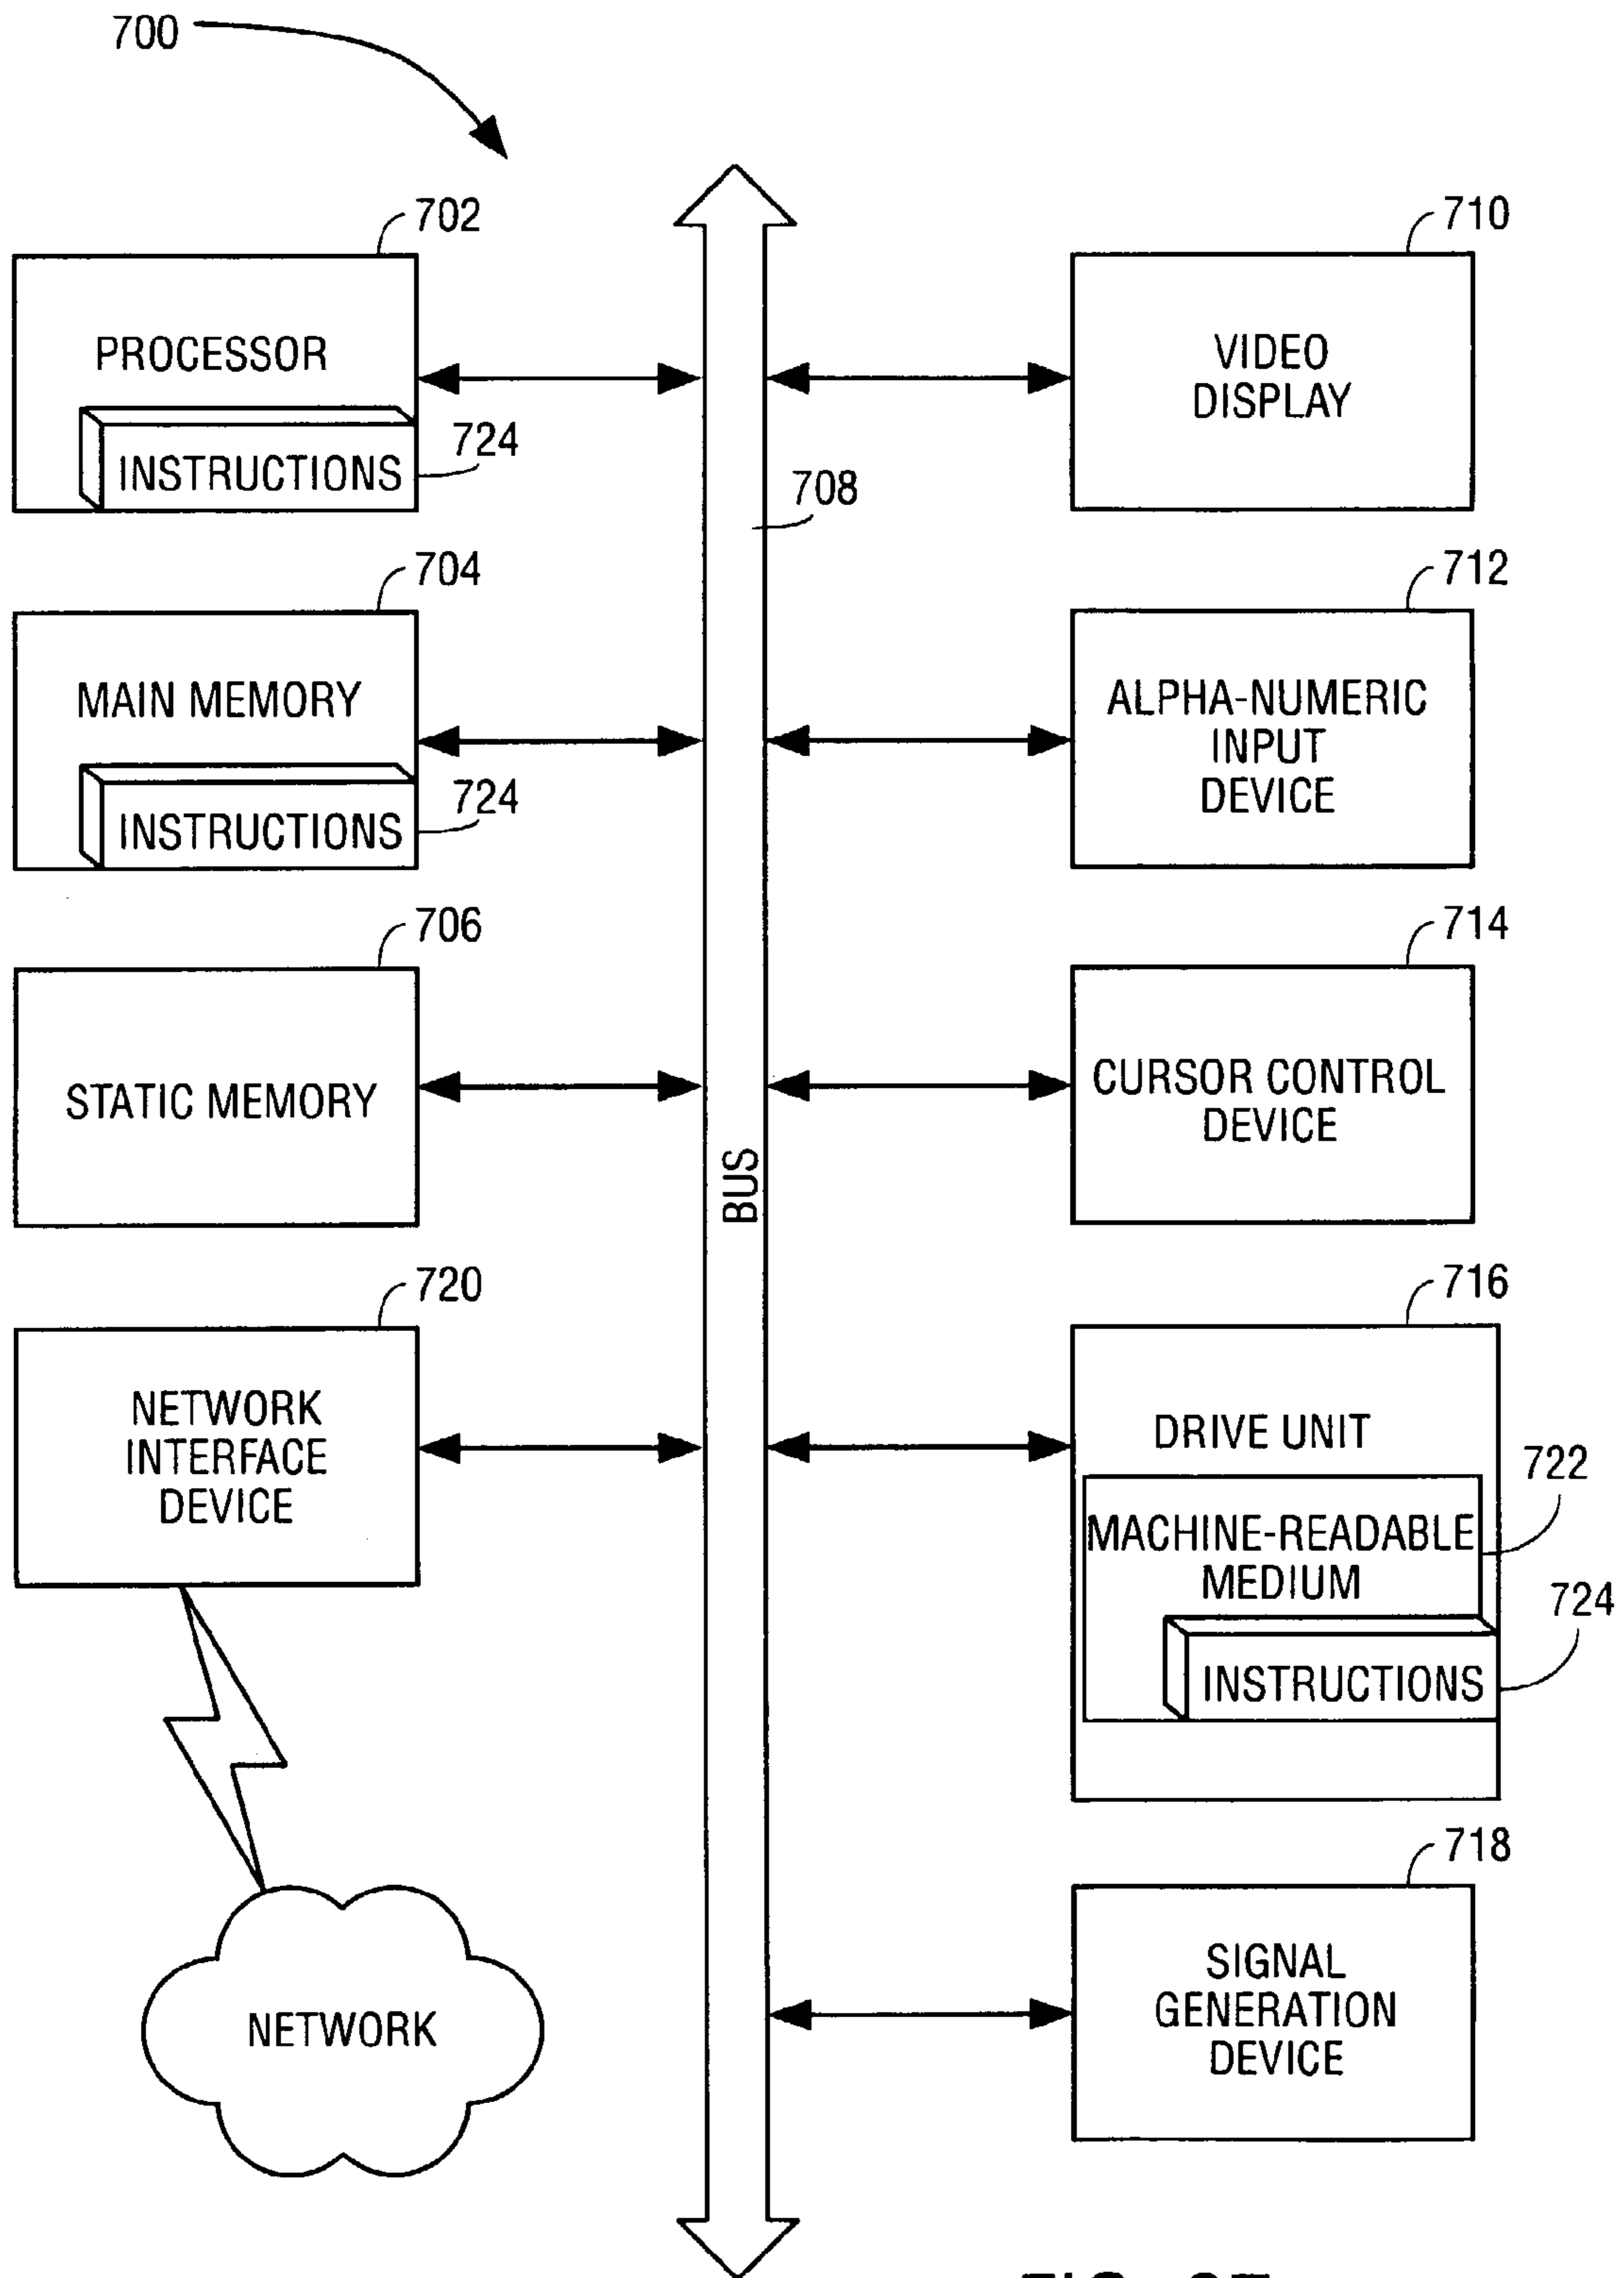 700
702
PROCESSOR
INSTRUCTIONS
724
704
MAIN MEMORY
INSTRUCTIONS
724
706
STATIC MEMORY
720
NETWORK
INTERFACE
DEVICE
NETWORK
708
BUS
710
VIDEO
DISPLAY
712
ALPHA-NUMERIC
INPUT
DEVICE
714
CURSOR CONTROL
DEVICE
716
DRIVE UNIT
722
MACHINE-READABLE
MEDIUM
724
INSTRUCTIONS
718
SIGNAL
GENERATION
DEVICE